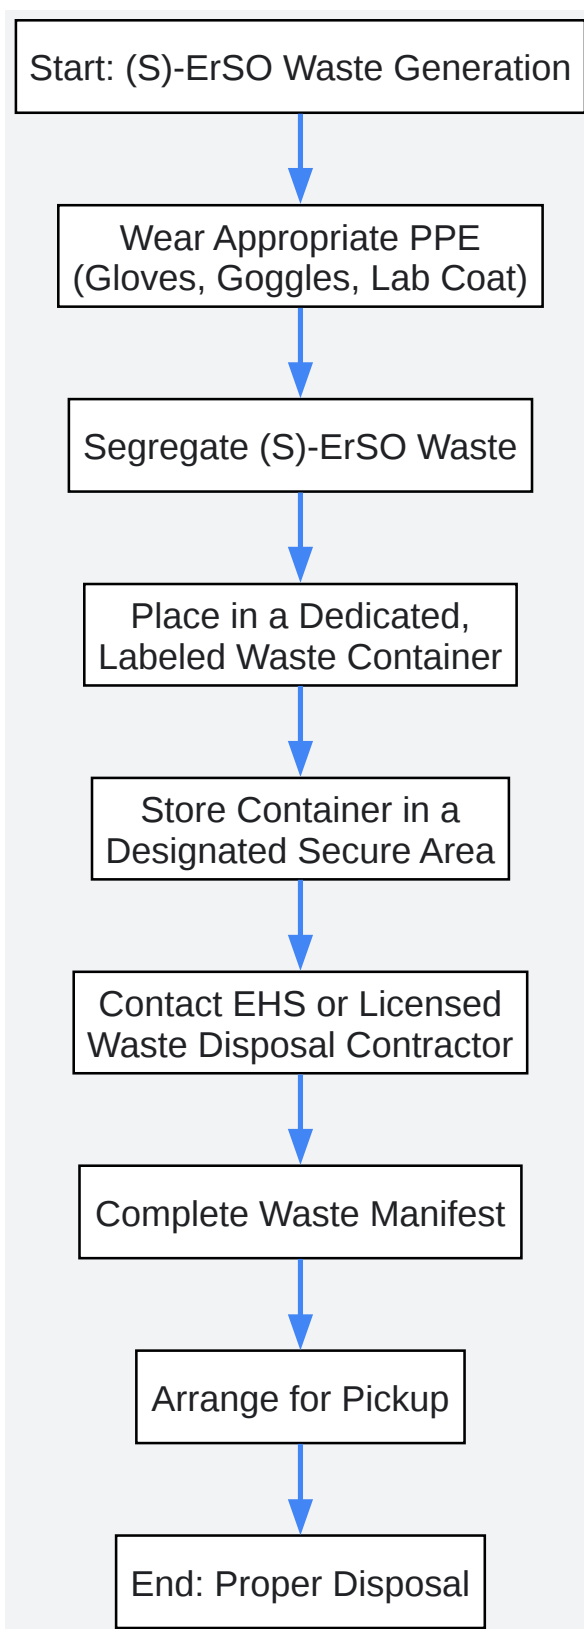 Start: (S)-ErSO Waste Generation
Wear Appropriate PPE
(Gloves, Goggles, Lab Coat)
Segregate (S)-ErSO Waste
Place in a Dedicated,
Labeled Waste Container
Store Container in a
Designated Secure Area
Contact EHS or Licensed
Waste Disposal Contractor
Complete Waste Manifest
Arrange for Pickup
End: Proper Disposal